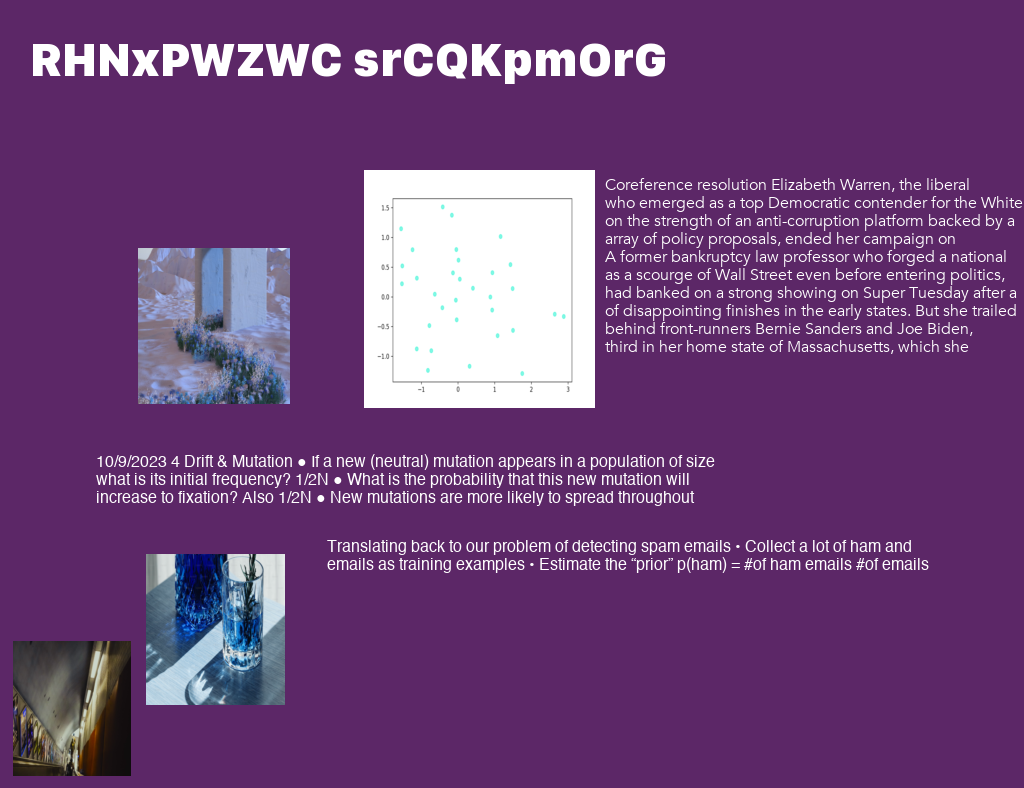 RHNxPWZWC srCQKpmOrG
Coreference resolution Elizabeth Warren, the liberal
who emerged as a top Democratic contender for the White
on the strength of an anti-corruption platform backed by a
array of policy proposals, ended her campaign on
A former bankruptcy law professor who forged a national
as a scourge of Wall Street even before entering politics,
had banked on a strong showing on Super Tuesday after a
of disappointing finishes in the early states. But she trailed
behind front-runners Bernie Sanders and Joe Biden,
third in her home state of Massachusetts, which she
1.5
1.0
0.5
0.0
−0.5
−1.0
−1 0 1 2 3
10/9/2023 4 Drift & Mutation ● If a new (neutral) mutation appears in a population of size
what is its initial frequency? 1/2N ● What is the probability that this new mutation will
increase to fixation? Also 1/2N ● New mutations are more likely to spread throughout
Translating back to our problem of detecting spam emails • Collect a lot of ham and
emails as training examples • Estimate the “prior” p(ham) = #of ham emails #of emails